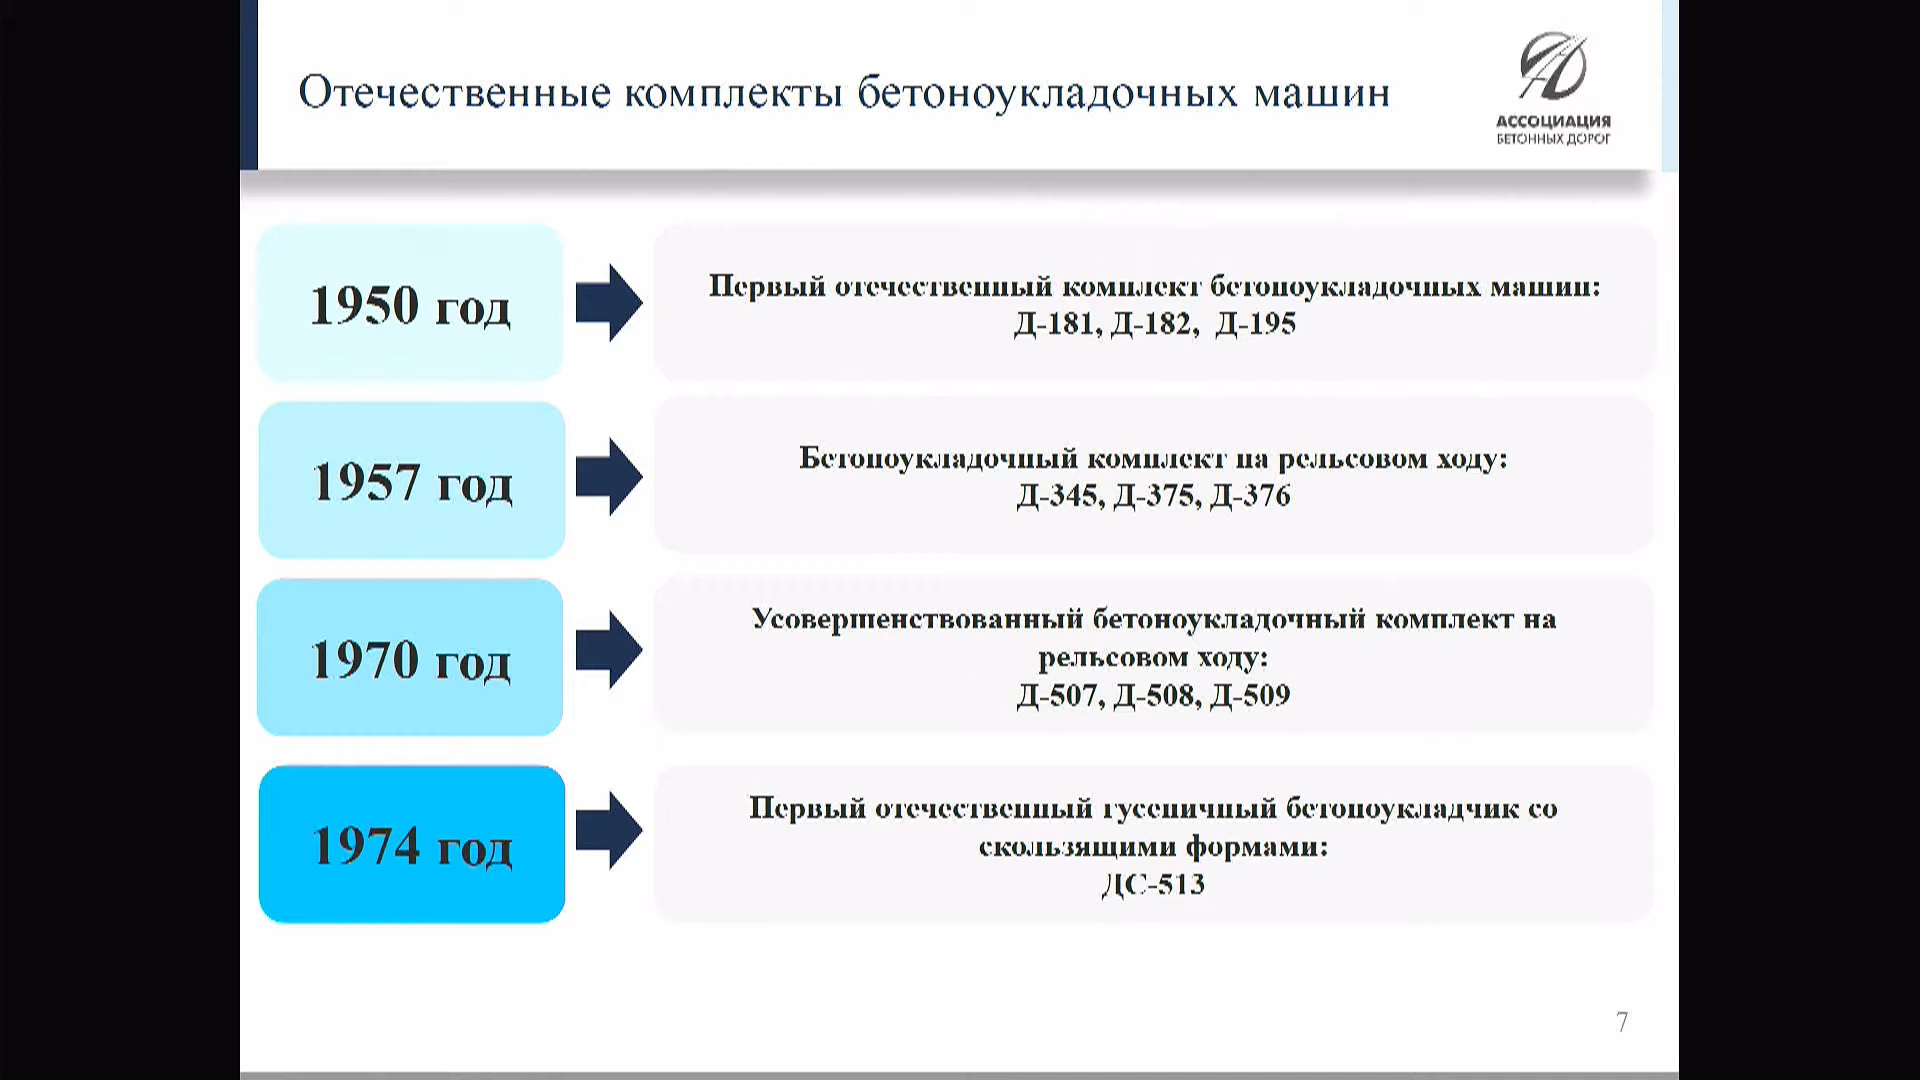 Отечественные комплекты бетоноукладочных машин
АССОЦИАЦИЯ
БЕТОННЫХ ДОРОГ
1950 год
Первый отечественный комплект бетоноукладочных машин:
Д-181, Д-182, Д-195
1957 год
Бетоноукладочный комплект на рельсовом ходу:
Д-345, Д-375, Д-376
1970 год
Усовершенствованный бетоноукладочный комплект на
рельсовом ходу:
Д-507, Д-508, Д-509
1974 год
Первый отечественный гусеничный бетоноукладчик со
скользящими формами:
ДС-513
7